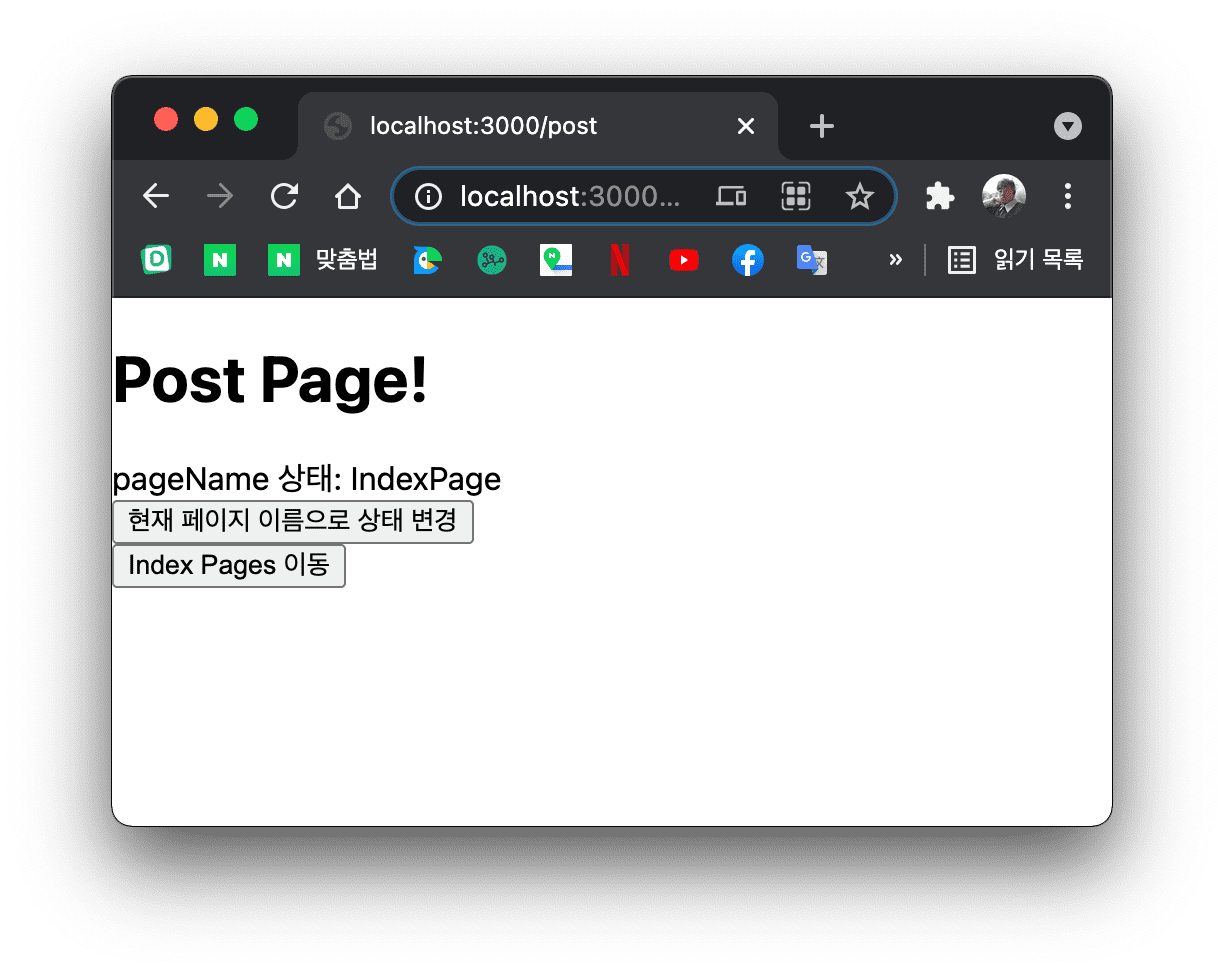 localhost:3000/post
localhost:3000...
D N N 맞춤법 N G 文 » 읽기 목록
Post Page!
pageName 상태: IndexPage
현재 페이지 이름으로 상태 변경
Index Pages 이동